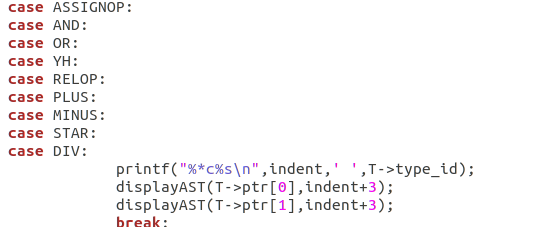 case ASSIGNOP:
case AND:
case OR:
case YH:
case RELOP:
case PLUS:
case MINUS:
case STAR:
case DIV:
            printf("%*c%s\n",indent,' ',T->type_id);
            displayAST(T->ptr[0],indent+3);
            displayAST(T->ptr[1],indent+3);
            break;